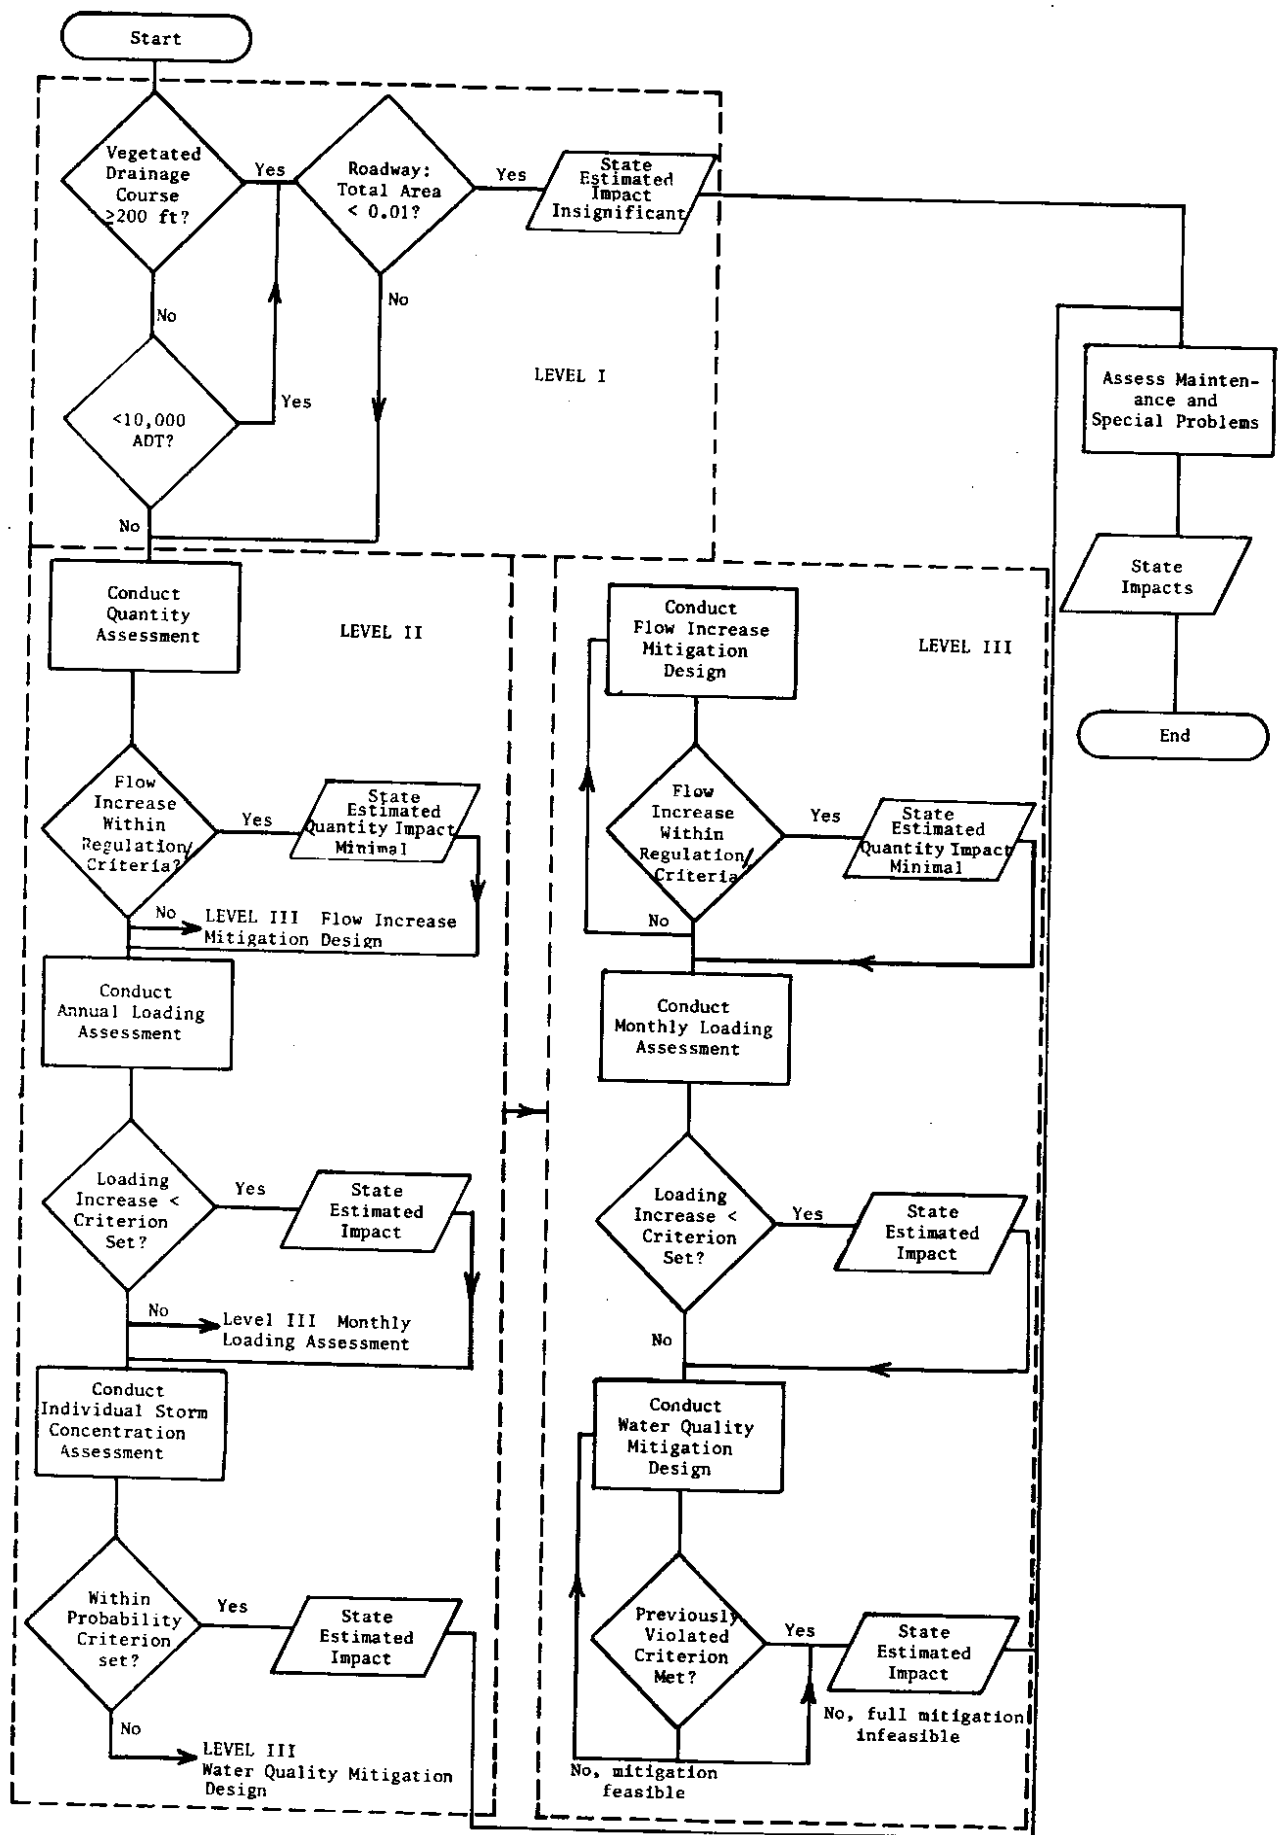 Start
Vegetated
Drainage
Course
≥200 ft?
Yes
Roadway:
Total Area
< 0.01?
Yes
State
Estimated
Impact
Insignificant
No
No
<10,000
ADT?
Yes
LEVEL I
No
Assess Mainten-
ance and
Special Problems
State
Impacts
End
Conduct
Quantity
Assessment
LEVEL II
Flow
Increase
Within
Regulation/
Criteria?
Yes
State
Estimated
Quantity Impact
Minimal
No
LEVEL III Flow Increase
Mitigation Design
Conduct
Annual Loading
Assessment
Loading
Increase <
Criterion
Set?
Yes
State
Estimated
Impact
No
Level III Monthly
Loading Assessment
Conduct
Individual Storm
Concentration
Assessment
Within
Probability
Criterion
set?
Yes
State
Estimated
Impact
No
LEVEL III
Water Quality Mitigation
Design
Conduct
Flow Increase
Mitigation
Design
LEVEL III
Flow
Increase
Within
Regulation/
Criteria
Yes
State
Estimated
Quantity Impact
Minimal
No
Conduct
Monthly Loading
Assessment
Loading
Increase <
Criterion
Set?
Yes
State
Estimated
Impact
No
Conduct
Water Quality
Mitigation
Design
Previously
Violated
Criterion
Met?
Yes
State
Estimated
Impact
No, full mitigation
infeasible
No, mitigation
feasible